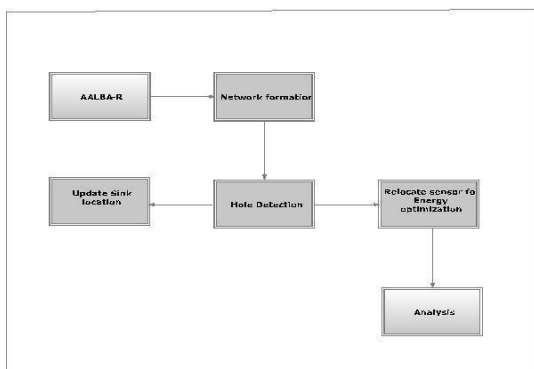 AALBA-R
Network formation
Update Sink
location
Hole Detection
Relocate sensor fo
Energy
optimization
Analysis